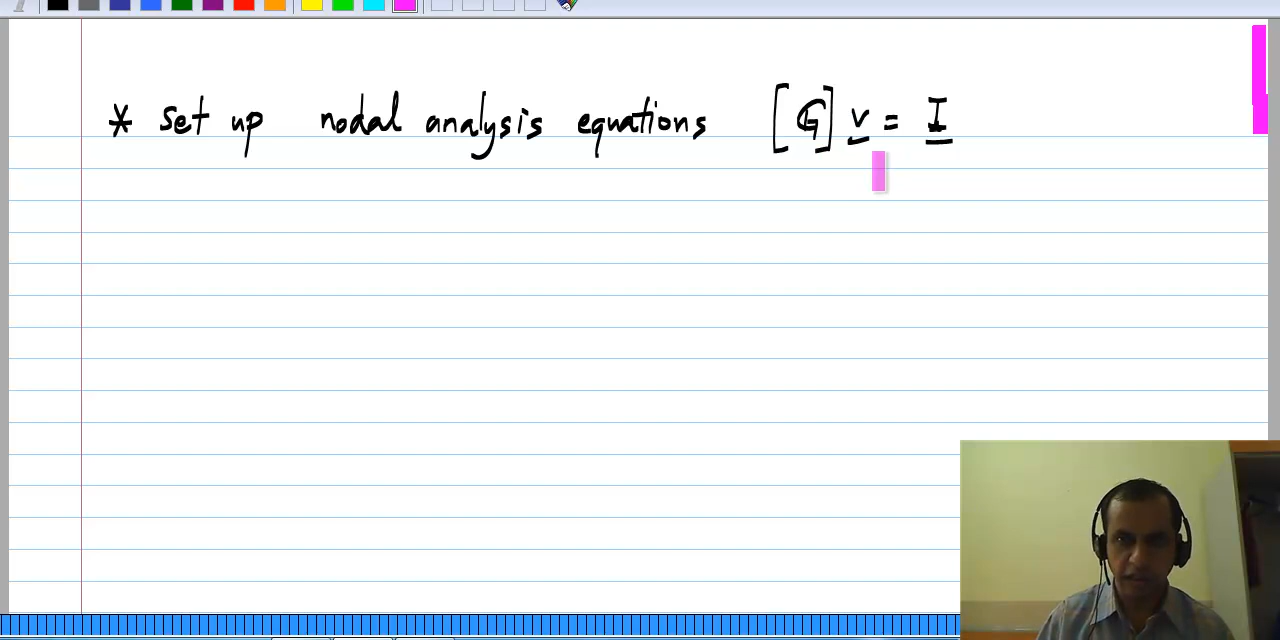 * Set up nodal analysis equations [G] v = I